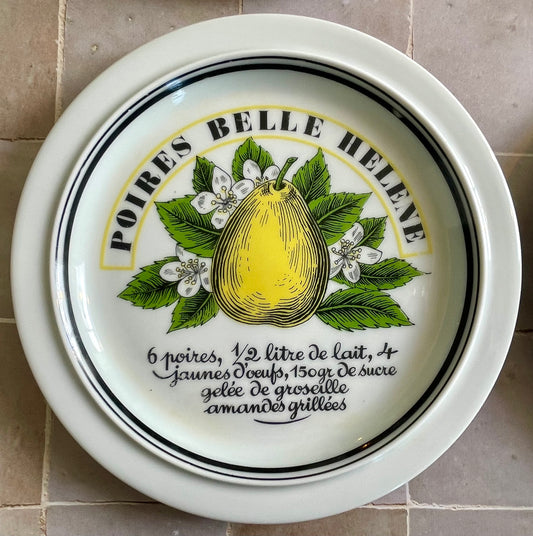 POIRES BELLE HELENE
6 poires, 1/2 litre de lait, 4
jaunes d'oeufs, 150gr de sucre
gelée de groseille
amandes grillées